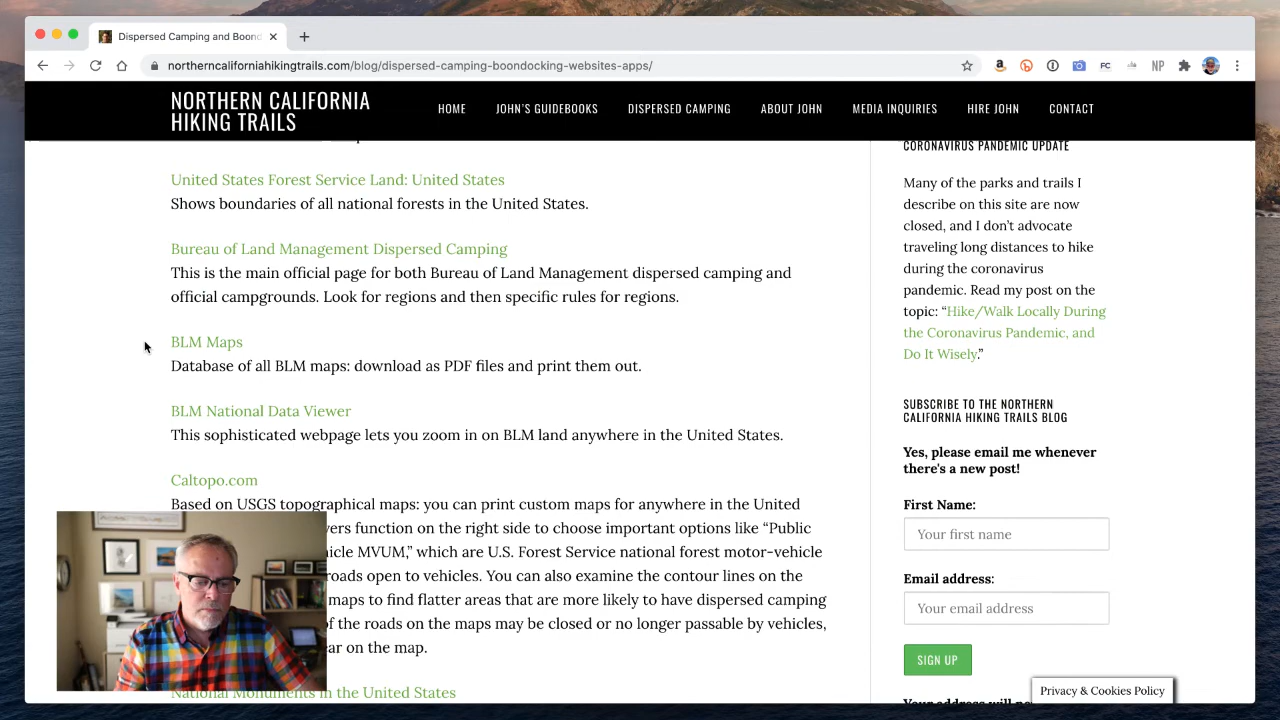 Dispersed Camping and Boond
northerncaliforniahikingtrails.com/blog/dispersed-camping-boondocking-websites-apps/
FC
NP
NORTHERN CALIFORNIA
HIKING TRAILS
HOME
JOHN'S GUIDEBOOKS
DISPERSED CAMPING
ABOUT JOHN
MEDIA INQUIRIES
HIRE JOHN
CONTACT
United States Forest Service Land: United States
Shows boundaries of all national forests in the United States.
Bureau of Land Management Dispersed Camping
This is the main official page for both Bureau of Land Management dispersed camping and
official campgrounds. Look for regions and then specific rules for regions.
BLM Maps
Database of all BLM maps: download as PDF files and print them out.
BLM National Data Viewer
This sophisticated webpage lets you zoom in on BLM land anywhere in the United States.
Caltopo.com
Based on USGS topographical maps: you can print custom maps for anywhere in the United
vers function on the right side to choose important options like “Public
icle MVUM,” which are U.S. Forest Service national forest motor-vehicle
roads open to vehicles. You can also examine the contour lines on the
maps to find flatter areas that are more likely to have dispersed camping
of the roads on the maps may be closed or no longer passable by vehicles,
ear on the map.
National Monuments in the United States
CORONAVIRUS PANDEMIC UPDATE
Many of the parks and trails I
describe on this site are now
closed, and I don’t advocate
traveling long distances to hike
during the coronavirus
pandemic. Read my post on the
topic: “Hike/Walk Locally During
the Coronavirus Pandemic, and
Do It Wisely.”
SUBSCRIBE TO THE NORTHERN
CALIFORNIA HIKING TRAILS BLOG
Yes, please email me whenever
there's a new post!
First Name:
Your first name
Email address:
Your email address
SIGN UP
Privacy & Cookies Policy